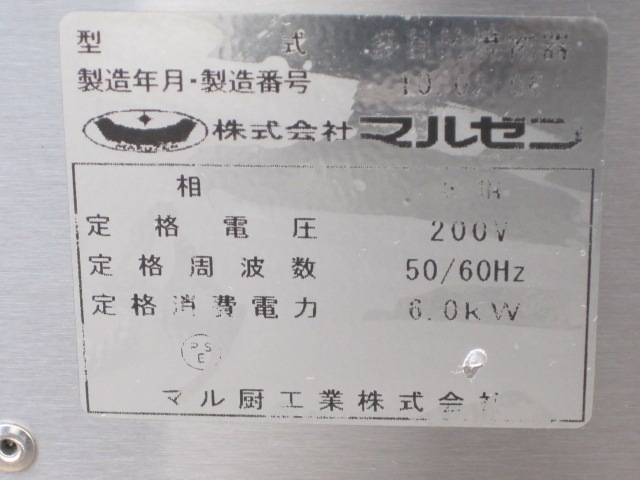 型式
製造年月・製造番号
MARUZEN 株式会社 マルゼン
相
定格電圧 200V
定格周波数 50/60Hz
定格消費電力 6.0kW
PSE
マル厨工業株式会社